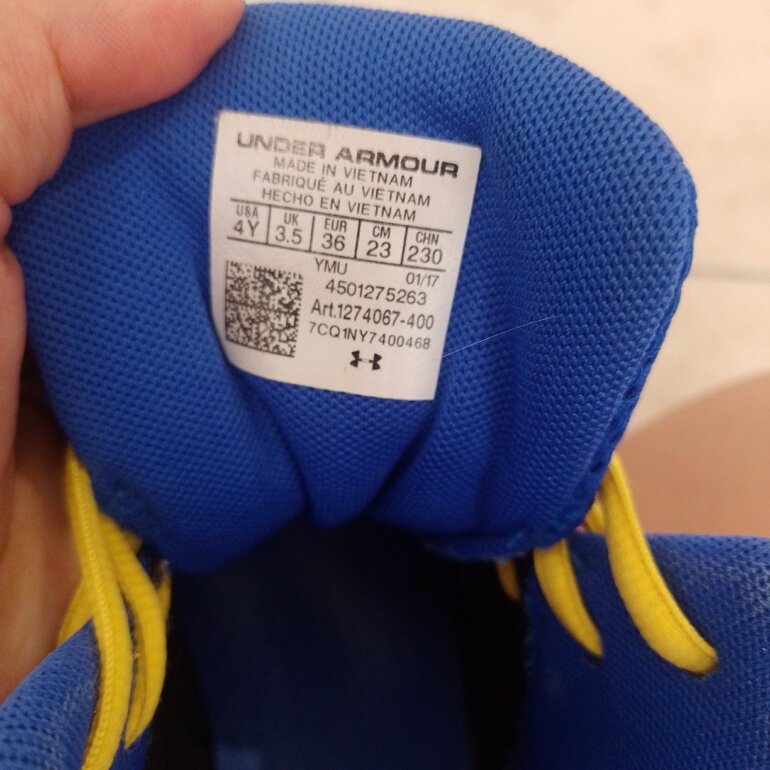 UNDER ARMOUR
MADE IN VIETNAM
FABRIQUÉ AU VIETNAM
HECHO EN VIETNAM
USA UK EUR CM CHN
4Y 3.5 36 23 230
YMU 01/17
4501275263
Art.1274067-400
7CQ1NY7400468